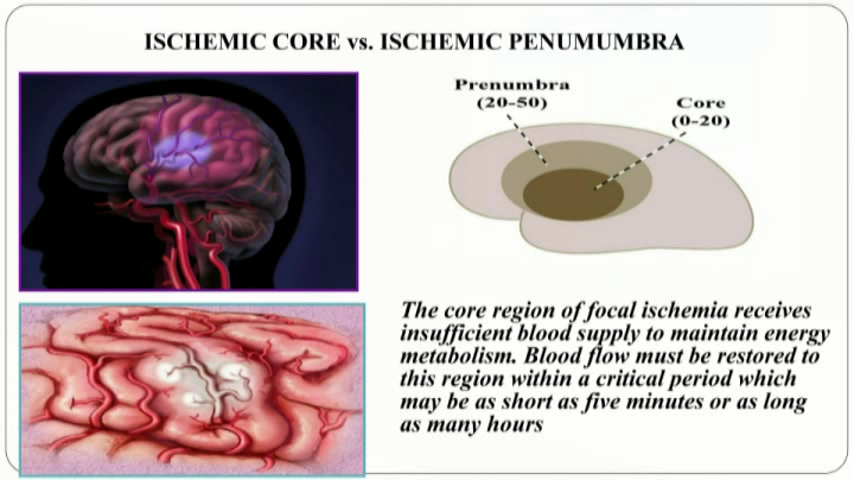 ISCHEMIC CORE vs. ISCHEMIC PENUMUMBRA
Prenumbra
(20-50)
Core
(0-20)
The core region of focal ischemia receives
insufficient blood supply to maintain energy
metabolism. Blood flow must be restored to
this region within a critical period which
may be as short as five minutes or as long
as many hours